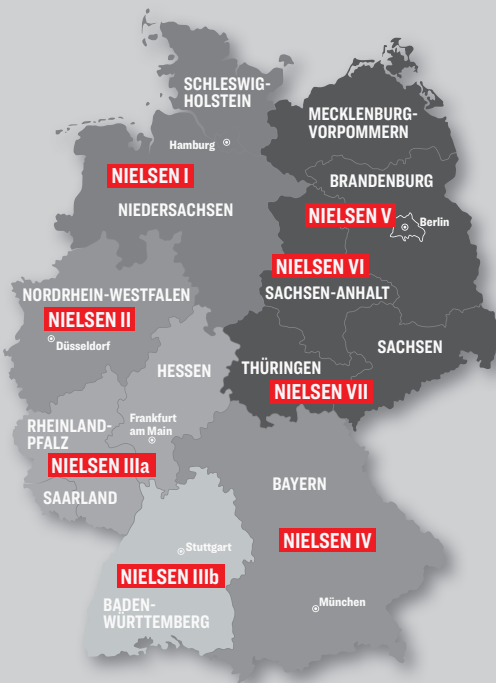 SCHLESWIG-
HOLSTEIN
MECKLENBURG-
VORPOMMERN
Hamburg
NIELSEN I
BRANDENBURG
NIEDERSACHSEN
NIELSEN V
Berlin
NIELSEN VI
SACHSEN-ANHALT
NORDRHEIN-WESTFALEN
NIELSEN II
Düsseldorf
SACHSEN
HESSEN
THÜRINGEN
NIELSEN VII
RHEINLAND-
PFALZ
Frankfurt
am Main
NIELSEN IIIa
SAARLAND
BAYERN
NIELSEN IV
Stuttgart
NIELSEN IIIb
BADEN-
WÜRTTEMBERG
München